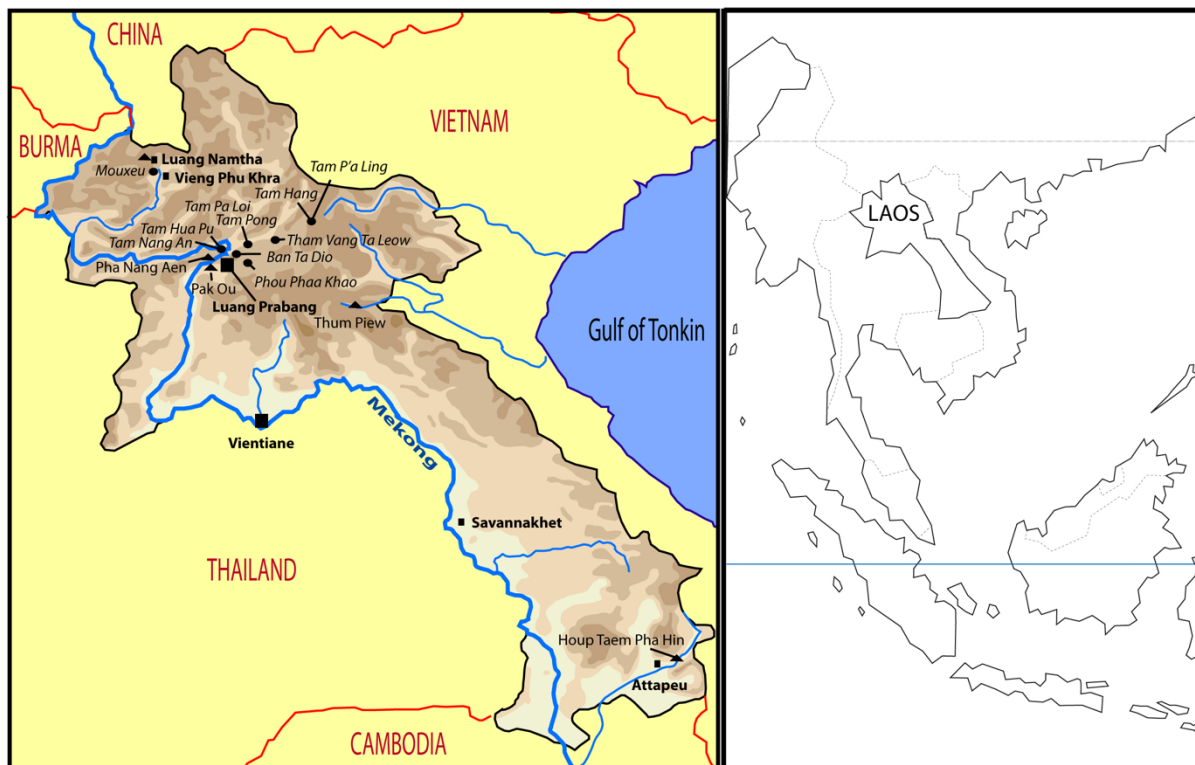 CHINA
VIETNAM
BURMA
Luang Namtha
Mouxeu
Vieng Phu Khra
Tam P'a Ling
Tam Hang
Tam Pa Loi
Tam Pong
Tam Hua Pu
Tam Nang An
Tham Vang Ta Leow
Ban Ta Dio
Pha Nang Aen
Phou Phaa Khao
Pak Ou
Luang Prabang
Thum Piew
Gulf of Tonkin
Mekong
Vientiane
Savannakhet
THAILAND
Houp Taem Pha Hin
Attapeu
CAMBODIA
LAOS